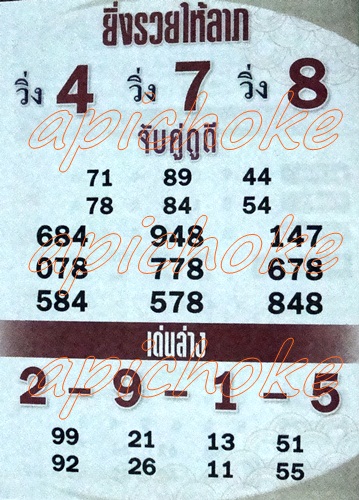 ยิ่งรวยให้ลาภ
วิ่ง 4 วิ่ง 7 วิ่ง 8
apichoke
จับคู่ดูดี
71 89 44
78 84 54
684 948 147
apichoke
078 778 678
584 578 848
เด่นล่าง
apichoke
2 - 9 - 1 - 5
99 21 13 51
92 26 11 55